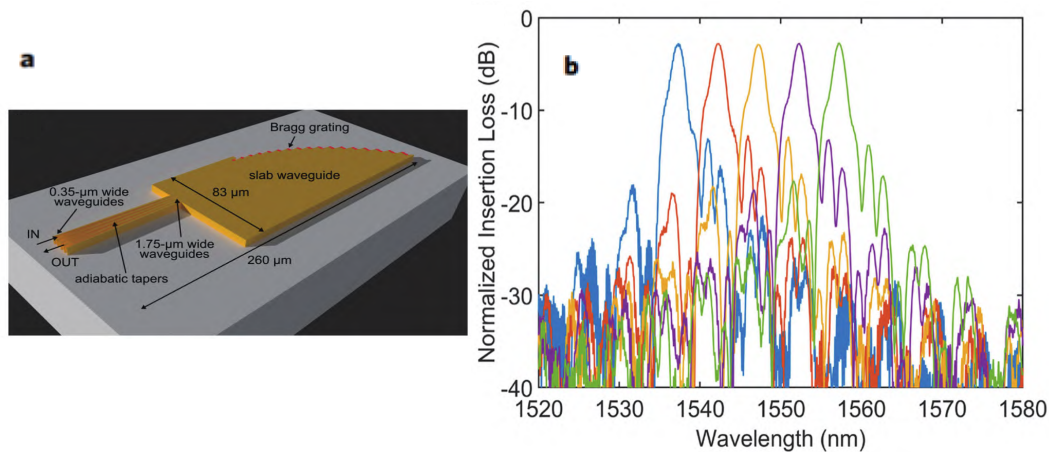 a
Bragg grating
slab waveguide
0.35-μm wide
waveguides
83 μm
IN
OUT
1.75-μm wide
waveguides
adiabatic tapers
260 μm
b
Normalized Insertion Loss (dB)
0
-10
-20
-30
-40
1520 1530 1540 1550 1560 1570 1580
Wavelength (nm)